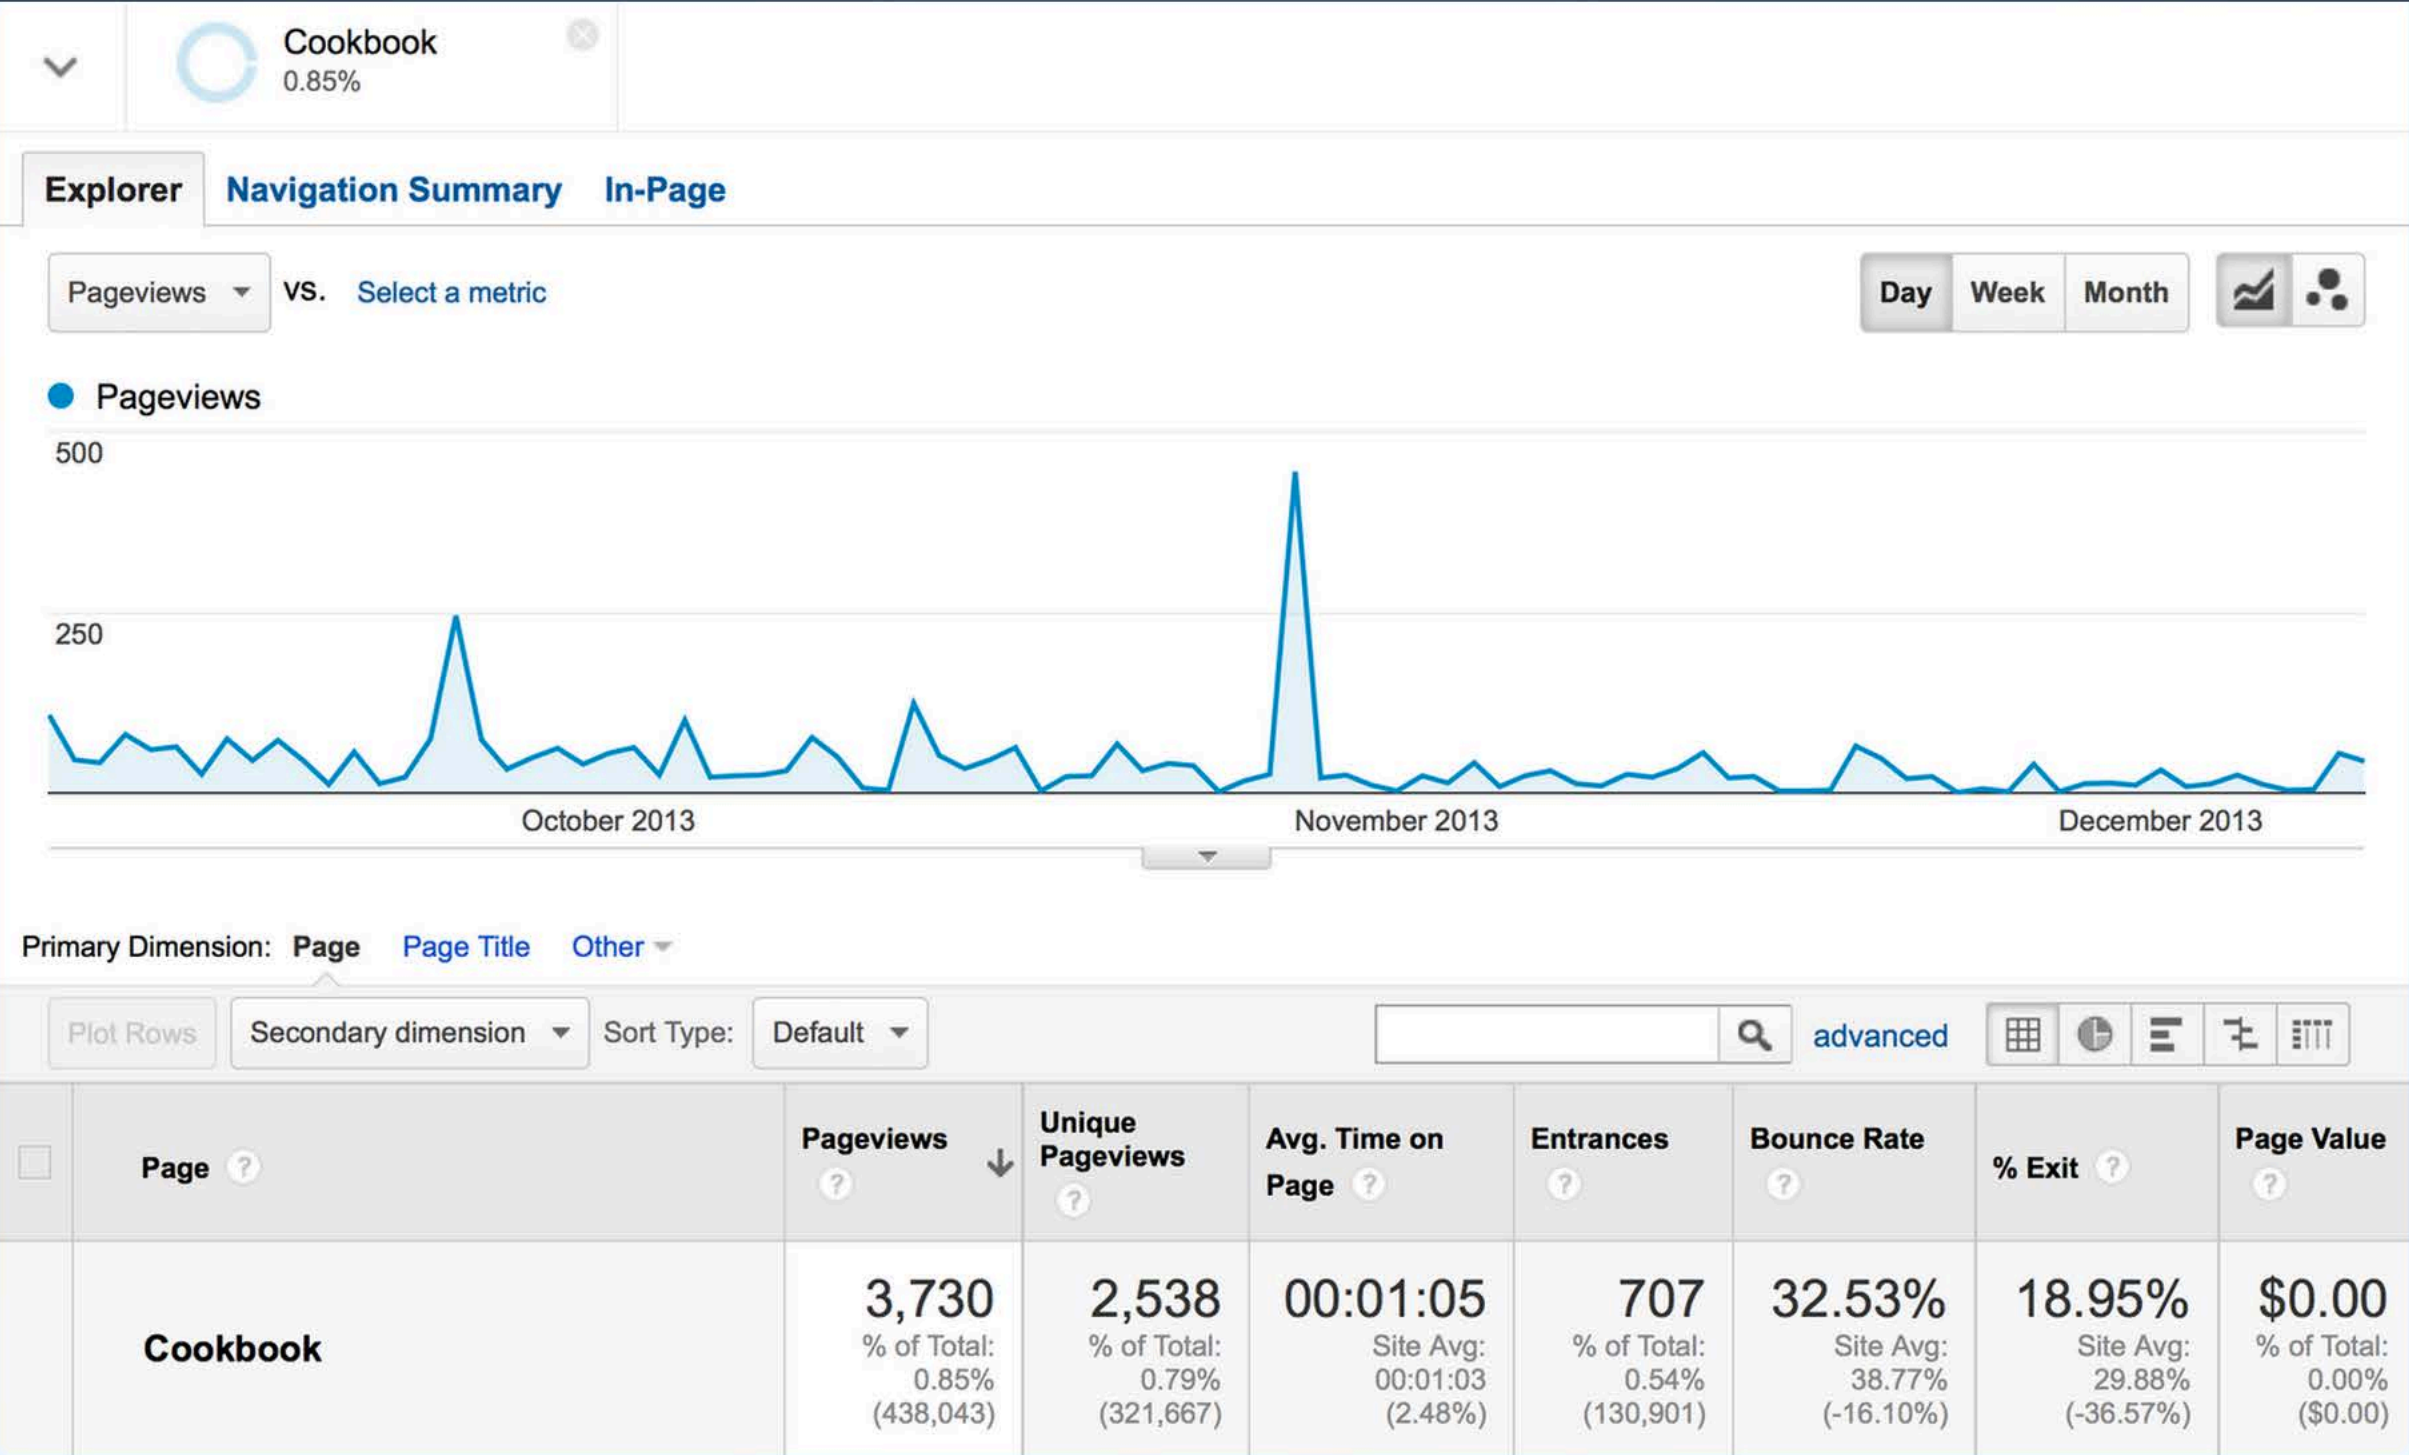 Cookbook
0.85%
Explorer Navigation Summary In-Page
Pageviews VS. Select a metric Day Week Month
Pageviews
500
250
October 2013 November 2013 December 2013
Primary Dimension: Page Page Title Other
Plot Rows Secondary dimension Sort Type: Default advanced
Page ?
Pageviews
?
Unique
Pageviews
?
Avg. Time on
Page ?
Entrances
?
Bounce Rate
?
% Exit ?
Page Value
?
Cookbook
3,730
% of Total:
0.85%
(438,043)
2,538
% of Total:
0.79%
(321,667)
00:01:05
Site Avg:
00:01:03
(2.48%)
707
% of Total:
0.54%
(130,901)
32.53%
Site Avg:
38.77%
(-16.10%)
18.95%
Site Avg:
29.88%
(-36.57%)
$0.00
% of Total:
0.00%
($0.00)